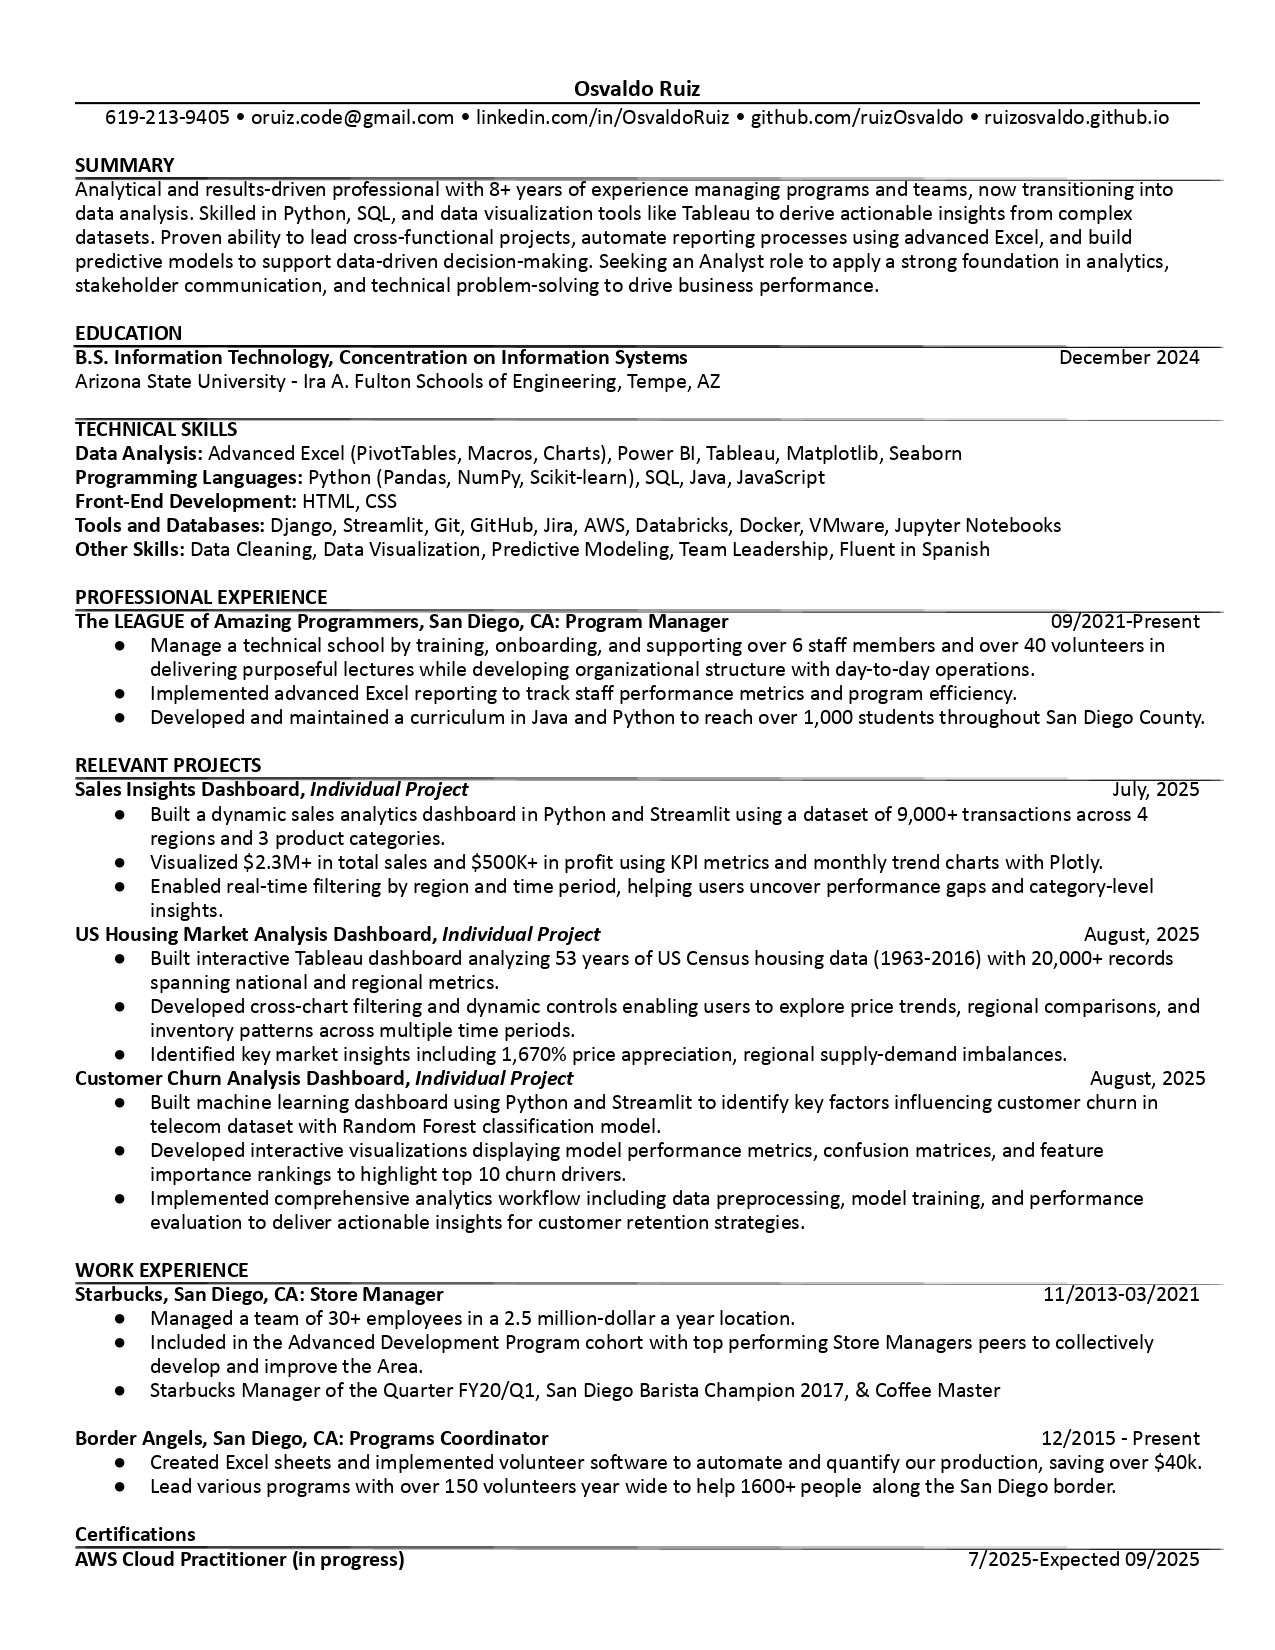 Osvaldo Ruiz
619-213-9405 • oruiz.code@gmail.com • linkedin.com/in/OsvaldoRuiz • github.com/ruizOsvaldo • ruizosvaldo.github.io
SUMMARY
Analytical and results-driven professional with 8+ years of experience managing programs and teams, now transitioning into
data analysis. Skilled in Python, SQL, and data visualization tools like Tableau to derive actionable insights from complex
datasets. Proven ability to lead cross-functional projects, automate reporting processes using advanced Excel, and build
predictive models to support data-driven decision-making. Seeking an Analyst role to apply a strong foundation in analytics,
stakeholder communication, and technical problem-solving to drive business performance.
EDUCATION
B.S. Information Technology, Concentration on Information Systems December 2024
Arizona State University - Ira A. Fulton Schools of Engineering, Tempe, AZ
TECHNICAL SKILLS
Data Analysis: Advanced Excel (PivotTables, Macros, Charts), Power BI, Tableau, Matplotlib, Seaborn
Programming Languages: Python (Pandas, NumPy, Scikit-learn), SQL, Java, JavaScript
Front-End Development: HTML, CSS
Tools and Databases: Django, Streamlit, Git, GitHub, Jira, AWS, Databricks, Docker, VMware, Jupyter Notebooks
Other Skills: Data Cleaning, Data Visualization, Predictive Modeling, Team Leadership, Fluent in Spanish
PROFESSIONAL EXPERIENCE
The LEAGUE of Amazing Programmers, San Diego, CA: Program Manager 09/2021-Present
● Manage a technical school by training, onboarding, and supporting over 6 staff members and over 40 volunteers in
delivering purposeful lectures while developing organizational structure with day-to-day operations.
● Implemented advanced Excel reporting to track staff performance metrics and program efficiency.
● Developed and maintained a curriculum in Java and Python to reach over 1,000 students throughout San Diego County.
RELEVANT PROJECTS
Sales Insights Dashboard, Individual Project July, 2025
● Built a dynamic sales analytics dashboard in Python and Streamlit using a dataset of 9,000+ transactions across 4
regions and 3 product categories.
● Visualized $2.3M+ in total sales and $500K+ in profit using KPI metrics and monthly trend charts with Plotly.
● Enabled real-time filtering by region and time period, helping users uncover performance gaps and category-level
insights.
US Housing Market Analysis Dashboard, Individual Project August, 2025
● Built interactive Tableau dashboard analyzing 53 years of US Census housing data (1963-2016) with 20,000+ records
spanning national and regional metrics.
● Developed cross-chart filtering and dynamic controls enabling users to explore price trends, regional comparisons, and
inventory patterns across multiple time periods.
● Identified key market insights including 1,670% price appreciation, regional supply-demand imbalances.
Customer Churn Analysis Dashboard, Individual Project August, 2025
● Built machine learning dashboard using Python and Streamlit to identify key factors influencing customer churn in
telecom dataset with Random Forest classification model.
● Developed interactive visualizations displaying model performance metrics, confusion matrices, and feature
importance rankings to highlight top 10 churn drivers.
● Implemented comprehensive analytics workflow including data preprocessing, model training, and performance
evaluation to deliver actionable insights for customer retention strategies.
WORK EXPERIENCE
Starbucks, San Diego, CA: Store Manager 11/2013-03/2021
● Managed a team of 30+ employees in a 2.5 million-dollar a year location.
● Included in the Advanced Development Program cohort with top performing Store Managers peers to collectively
develop and improve the Area.
● Starbucks Manager of the Quarter FY20/Q1, San Diego Barista Champion 2017, & Coffee Master
Border Angels, San Diego, CA: Programs Coordinator 12/2015 - Present
● Created Excel sheets and implemented volunteer software to automate and quantify our production, saving over $40k.
● Lead various programs with over 150 volunteers year wide to help 1600+ people  along the San Diego border.
Certifications
AWS Cloud Practitioner (in progress) 7/2025-Expected 09/2025